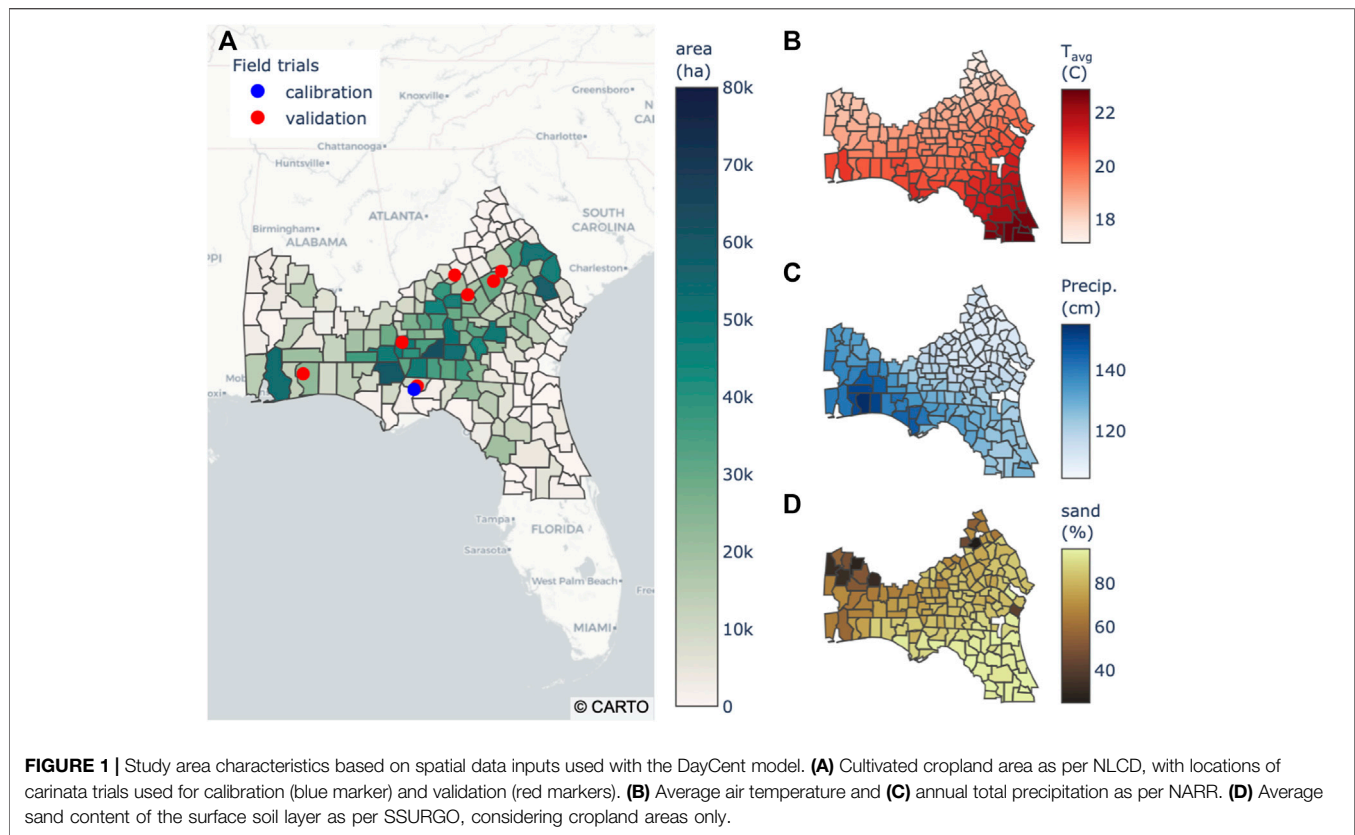 A
Field trials
calibration
validation
Knoxville
Greensboro
Charlotte
Chattanooga
Huntsville
ATLANTA
SOUTH
CAROLINA
Birmingham
ALABAMA
Charleston
Mob
Tampa
FLORIDA
Sarasota
West Palm Beach
MIAMI
© CARTO
area
(ha)
80k
70k
60k
50k
40k
30k
20k
10k
0
B
Tavg
(C)
22
20
18
C
Precip.
(cm)
140
120
D
sand
(%)
80
60
40
FIGURE 1 | Study area characteristics based on spatial data inputs used with the DayCent model. (A) Cultivated cropland area as per NLCD, with locations of
carinata trials used for calibration (blue marker) and validation (red markers). (B) Average air temperature and (C) annual total precipitation as per NARR. (D) Average
sand content of the surface soil layer as per SSURGO, considering cropland areas only.